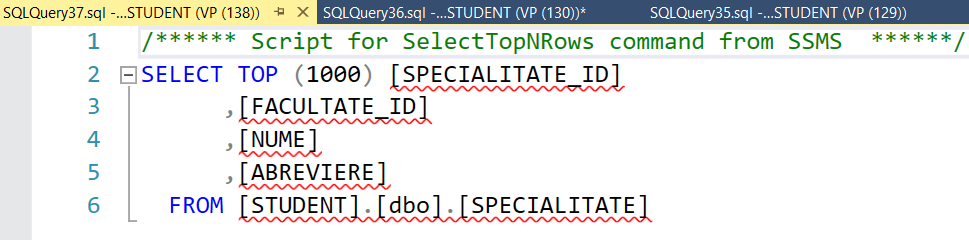 SQLQuery37.sql -...STUDENT (VP (138)) SQLQuery36.sql -...STUDENT (VP (130))* SQLQuery35.sql -...STUDENT (VP (129))
1 /****** Script for SelectTopNRows command from SSMS ******/
2 SELECT TOP (1000) [SPECIALITATE_ID]
3 ,[FACULTATE_ID]
4 ,[NUME]
5 ,[ABREVIERE]
6 FROM [STUDENT].[dbo].[SPECIALITATE]